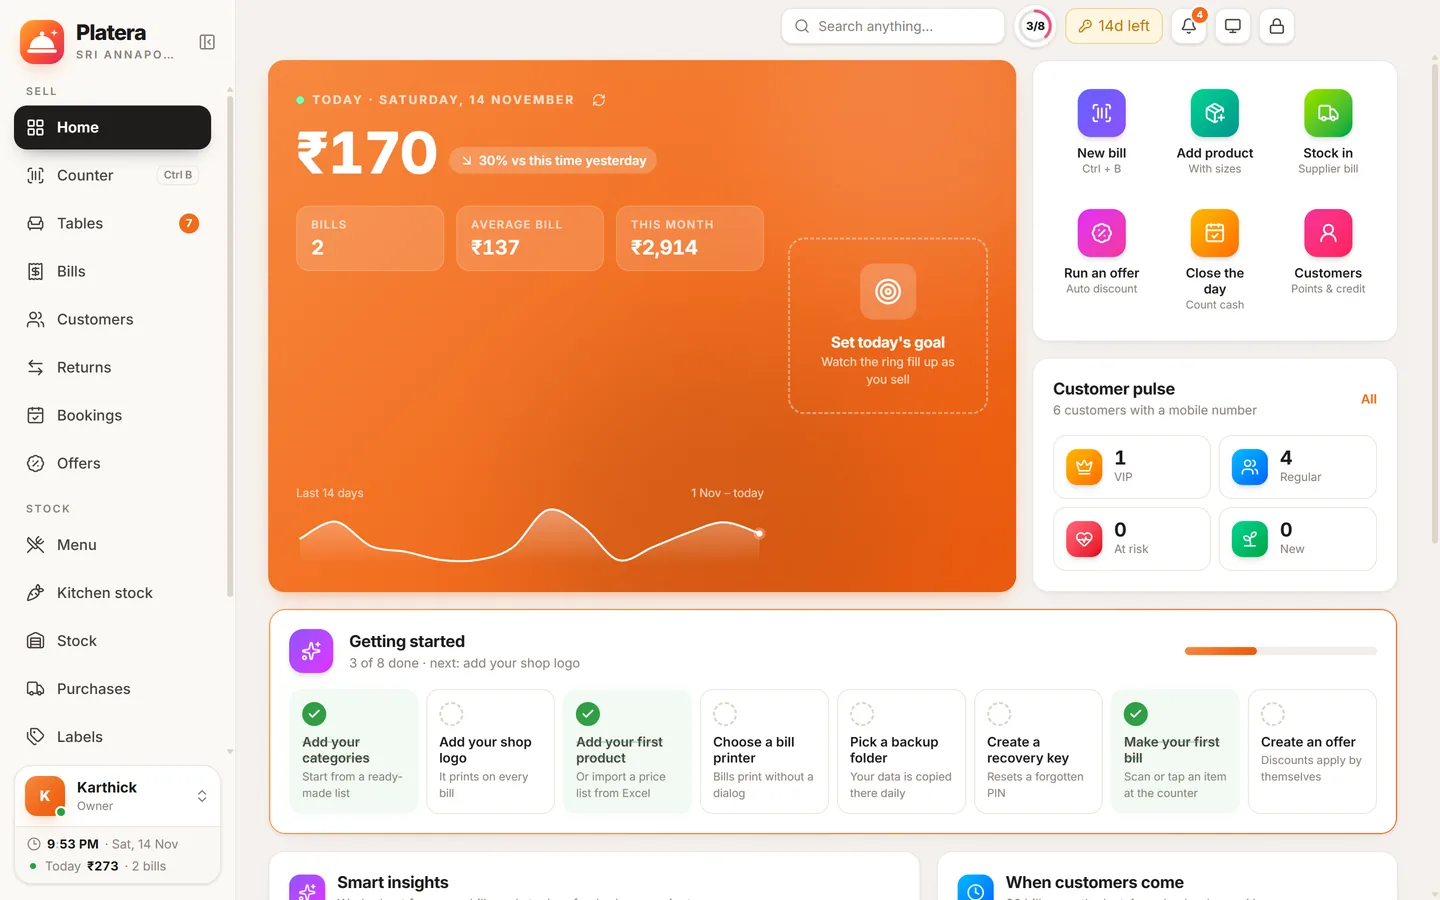 Platera
SRI ANNAPO...
SELL
Home
Counter
Ctrl B
Tables
7
Bills
Customers
Returns
Bookings
Offers
STOCK
Menu
Kitchen stock
Stock
Purchases
Labels
K
Karthick
Owner
9:53 PM · Sat, 14 Nov
Today ₹273 · 2 bills
Search anything...
3/8
14d left
4
TODAY · SATURDAY, 14 NOVEMBER
₹170
30% vs this time yesterday
BILLS
2
AVERAGE BILL
₹137
THIS MONTH
₹2,914
Set today's goal
Watch the ring fill up as
you sell
Last 14 days
1 Nov – today
New bill
Ctrl + B
Add product
With sizes
Stock in
Supplier bill
Run an offer
Auto discount
Close the
day
Count cash
Customers
Points & credit
Customer pulse
6 customers with a mobile number
All
1
VIP
4
Regular
0
At risk
0
New
Getting started
3 of 8 done · next: add your shop logo
Add your
categories
Start from a ready-
made list
Add your shop
logo
It prints on every
bill
Add your first
product
Or import a price
list from Excel
Choose a bill
printer
Bills print without a
dialog
Pick a backup
folder
Your data is copied
there daily
Create a
recovery key
Resets a forgotten
PIN
Make your first
bill
Scan or tap an item
at the counter
Create an offer
Discounts apply by
themselves
Smart insights
When customers come